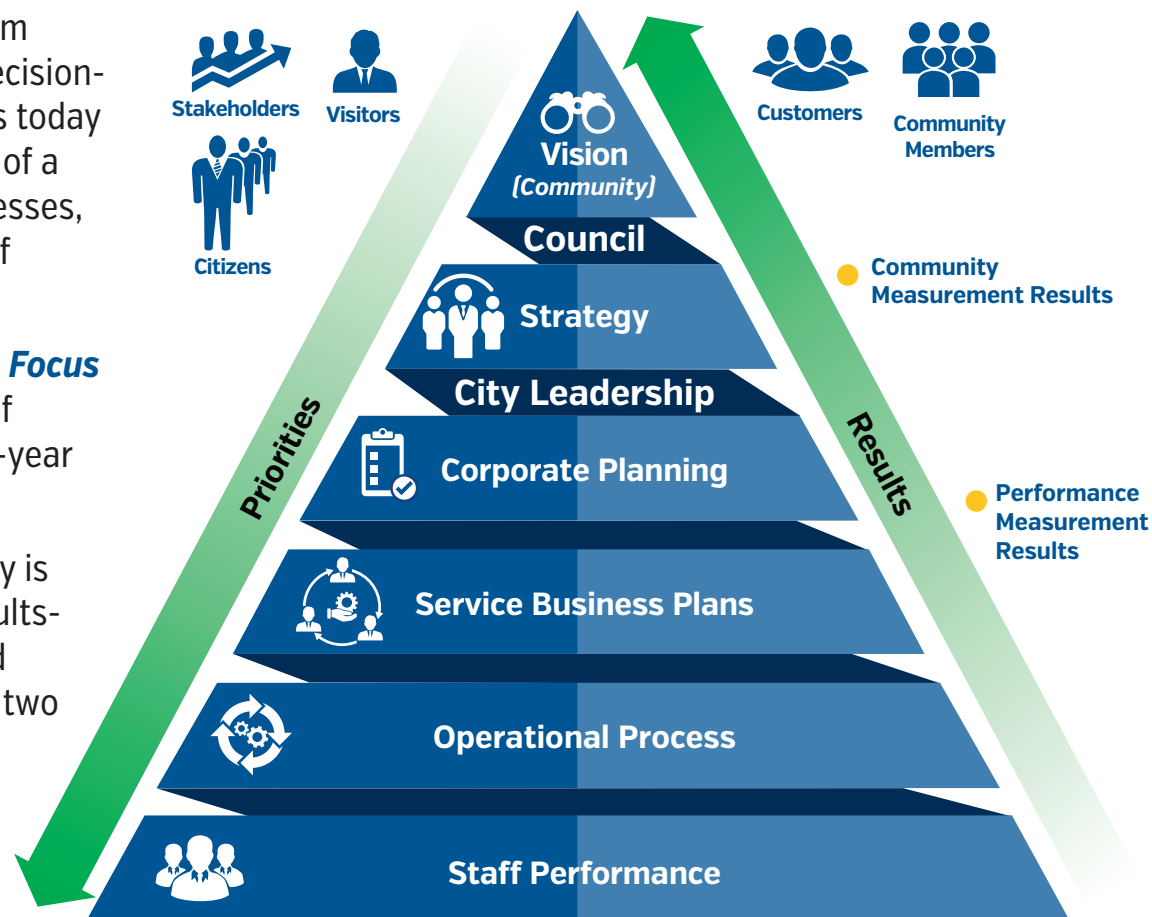 m
ecision-
s today
of a
esses,
f
Focus
f
-year
y is
ults-
d
two
Stakeholders
Visitors
Citizens
Customers
Community
Members
Priorities
Results
Vision
(Community)
Council
Strategy
City Leadership
Corporate Planning
Service Business Plans
Operational Process
Staff Performance
Community
Measurement Results
Performance
Measurement
Results